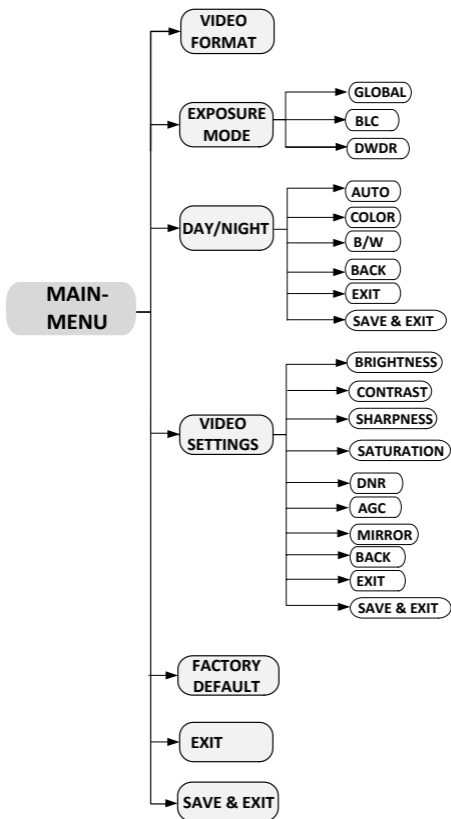 MAIN-
MENU
VIDEO
FORMAT
EXPOSURE
MODE
GLOBAL
BLC
DWDR
DAY/NIGHT
AUTO
COLOR
B/W
BACK
EXIT
SAVE & EXIT
VIDEO
SETTINGS
BRIGHTNESS
CONTRAST
SHARPNESS
SATURATION
DNR
AGC
MIRROR
BACK
EXIT
SAVE & EXIT
FACTORY
DEFAULT
EXIT
SAVE & EXIT